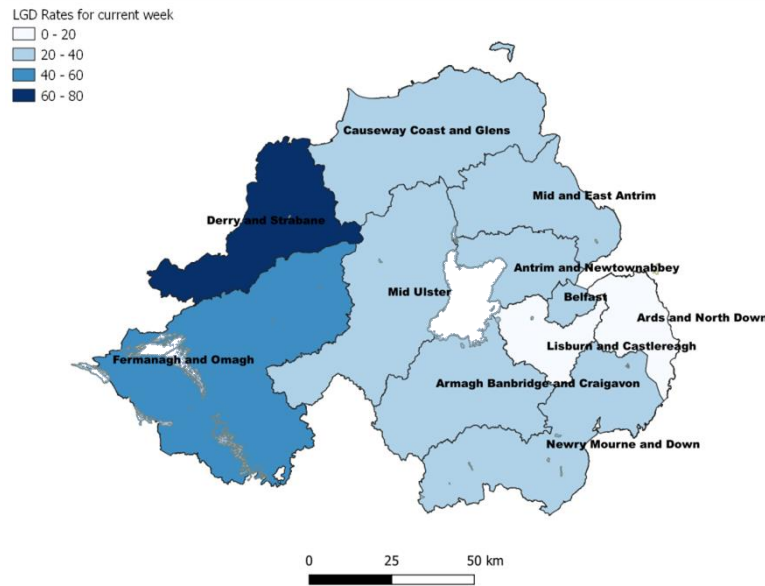 LGD Rates for current week
0 - 20
20 - 40
40 - 60
60 - 80
Causeway Coast and Glens
Mid and East Antrim
Derry and Strabane
Antrim and Newtownabbey
Mid Ulster
Belfast
Ards and North Down
Lisburn and Castlereagh
Fermanagh and Omagh
Armagh Banbridge and Craigavon
Newry Mourne and Down
0 25 50 km